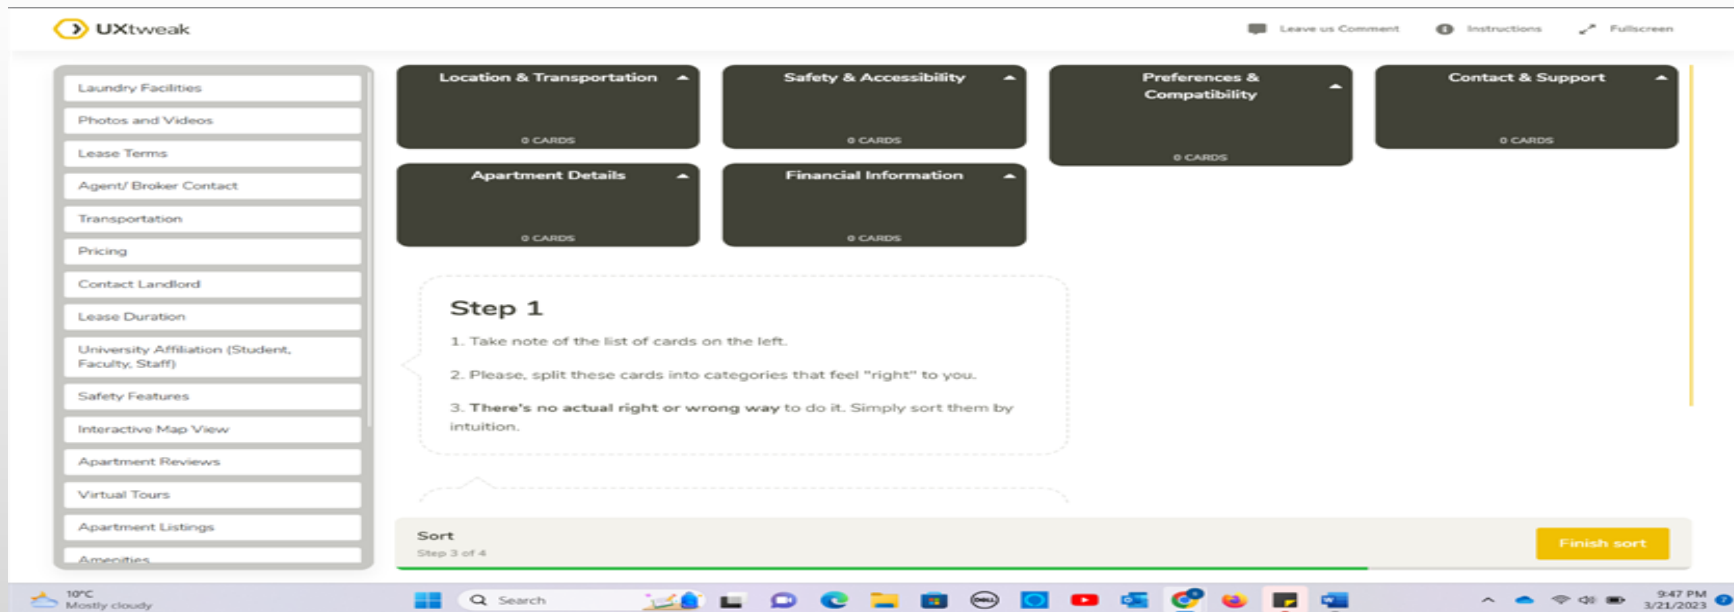 UXtweak
Leave us Comment
Instructions
Fullscreen
Laundry Facilities
Photos and Videos
Lease Terms
Agent/ Broker Contact
Transportation
Pricing
Contact Landlord
Lease Duration
University Affiliation (Student,
Faculty, Staff)
Safety Features
Interactive Map View
Apartment Reviews
Virtual Tours
Apartment Listings
Amenities
Location & Transportation
0 CARDS
Safety & Accessibility
0 CARDS
Preferences &
Compatibility
0 CARDS
Contact & Support
0 CARDS
Apartment Details
0 CARDS
Financial Information
0 CARDS
Step 1
1. Take note of the list of cards on the left.
2. Please, split these cards into categories that feel "right" to you.
3. There's no actual right or wrong way to do it. Simply sort them by
intuition.
Sort
Step 3 of 4
Finish sort
10°C
Mostly cloudy
Search
DELL
9:47 PM
3/21/2023